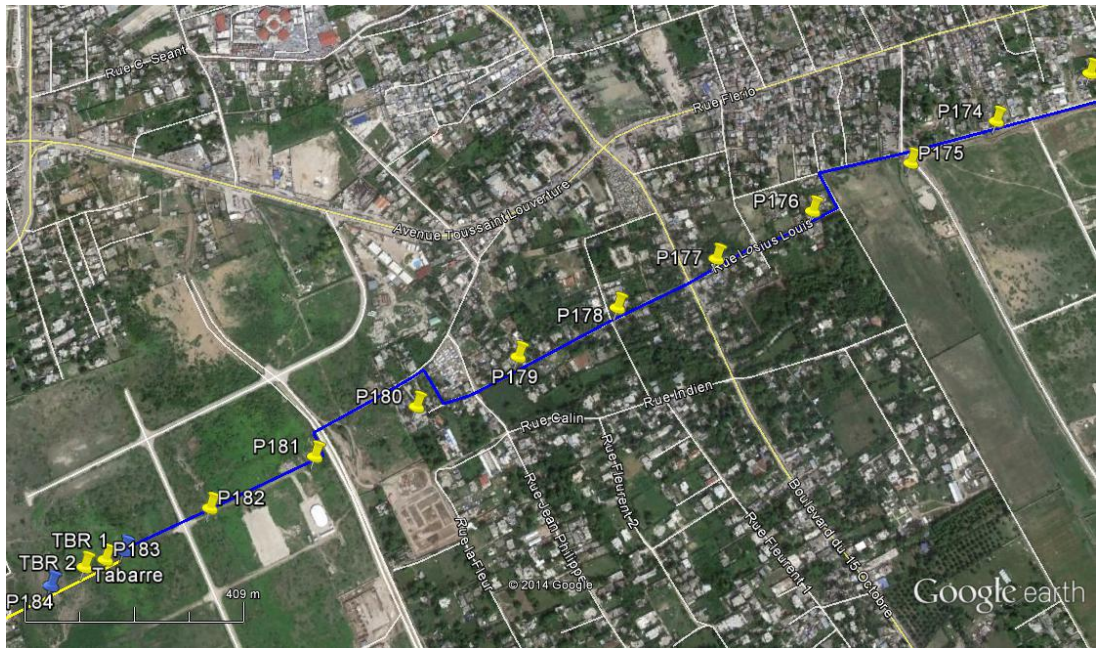 Rue C. Seant
Rue Flerio
P174
P175
Avenue Toussaint Louverture
P176
Rue Losius Louis
P177
P178
P179
P180
Rue Indien
Rue Calin
P181
Rue Fleurent 2
P182
Boulevard du 15 Octobre
Rue Jean Philippe
Rue Fleurent 1
Rue la Fleur
TBR 1
P183
TBR 2
Tabarre
P184
409 m
© 2014 Google
Google earth